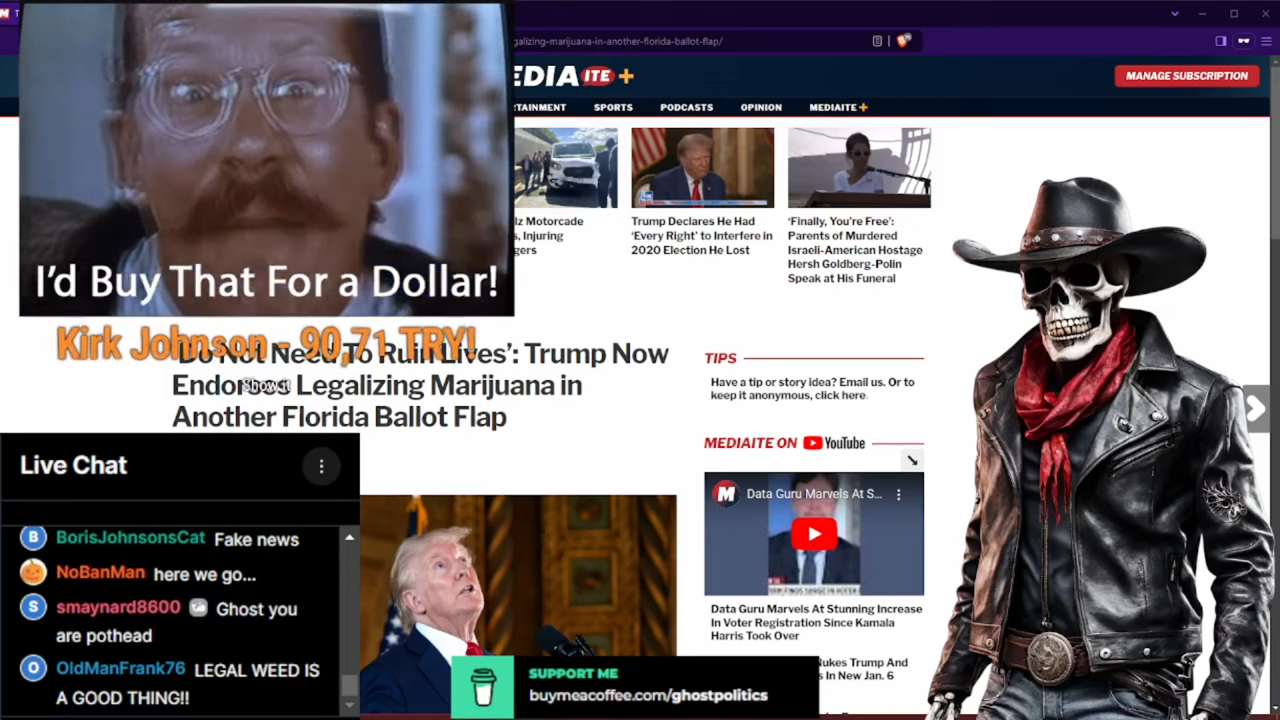 I'd Buy That For a Dollar!
Kirk Johnson - 90,71 TRY!
Show it
galizing-marijuana-in-another-florida-ballot-flap/
EDIAITE +
MANAGE SUBSCRIPTION
RTAINMENT SPORTS PODCASTS OPINION MEDIAITE+
lz Motorcade
s, Injuring
gers
Trump Declares He Had
'Every Right' to Interfere in
2020 Election He Lost
'Finally, You're Free':
Parents of Murdered
Israeli-American Hostage
Hersh Goldberg-Polin
Speak at His Funeral
'Do Not Need To Ruin Lives': Trump Now
Endorses Legalizing Marijuana in
Another Florida Ballot Flap
TIPS
Have a tip or story idea? Email us. Or to
keep it anonymous, click here.
MEDIAITE ON YouTube
Data Guru Marvels At S...
Data Guru Marvels At Stunning Increase
In Voter Registration Since Kamala
Harris Took Over
Nukes Trump And
s In New Jan. 6
Live Chat
BorisJohnsonsCat Fake news
NoBanMan here we go...
smaynard8600 Ghost you
are pothead
OldManFrank76 LEGAL WEED IS
A GOOD THING!!
SUPPORT ME
buymeacoffee.com/ghostpolitics